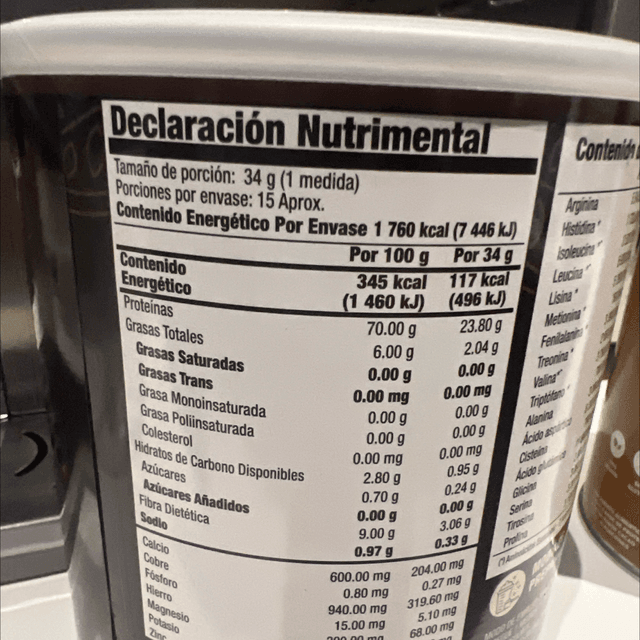 Declaración Nutrimental
Tamaño de porción: 34 g (1 medida)
Porciones por envase: 15 Aprox.
Contenido Energético Por Envase 1 760 kcal (7 446 kJ)
Por 100 g Por 34 g
Contenido 345 kcal 117 kcal
Energético (1 460 kJ) (496 kJ)
Proteínas 70.00 g 23.80 g
Grasas Totales 6.00 g 2.04 g
Grasas Saturadas 0.00 g 0.00 g
Grasas Trans 0.00 mg 0.00 mg
Grasa Monoinsaturada 0.00 g 0.00 g
Grasa Poliinsaturada 0.00 g 0.00 g
Colesterol 0.00 mg 0.00 mg
Hidratos de Carbono Disponibles 2.80 g 0.95 g
Azúcares 0.70 g 0.24 g
Azúcares Añadidos 0.00 g 0.00 g
Fibra Dietética 9.00 g 3.06 g
Sodio 0.97 g 0.33 g
Calcio 600.00 mg 204.00 mg
Cobre 0.80 mg 0.27 mg
Fósforo 940.00 mg 319.60 mg
Hierro 15.00 mg 5.10 mg
Magnesio 68.00 mg
Potasio
Zinc
Contenido
Arginina
Histidina*
Isoleucina*
Leucina*
Lisina*
Metionina*
Fenilalanina
Treonina*
Valina*
Triptófano*
Alanina
Ácido
Cisteína
Ácido
Glicina
Serina
Tirosina
Prolina